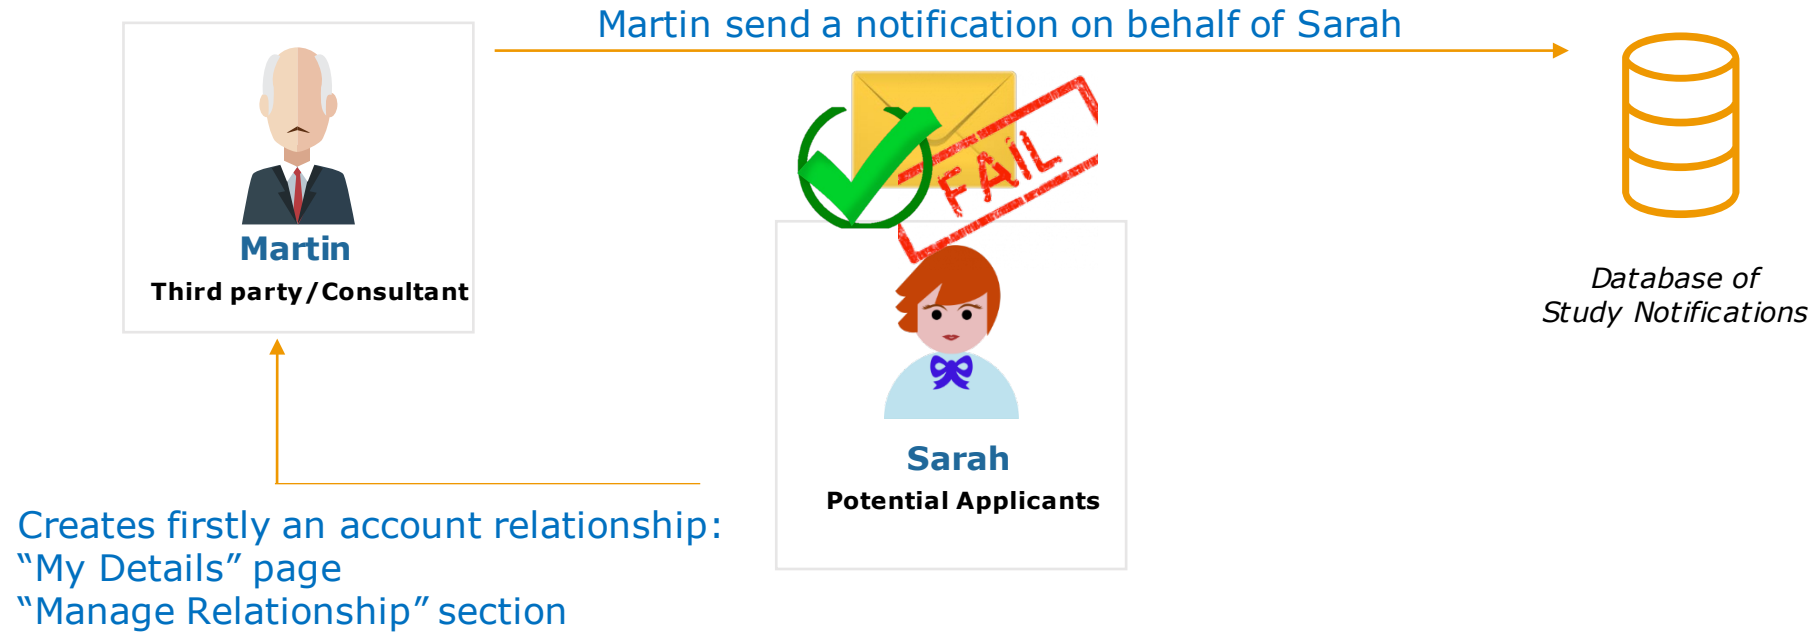 Martin send a notification on behalf of Sarah
FAIL
Martin
Third party/Consultant
Database of
Study Notifications
Sarah
Potential Applicants
Creates firstly an account relationship:
“My Details” page
“Manage Relationship” section